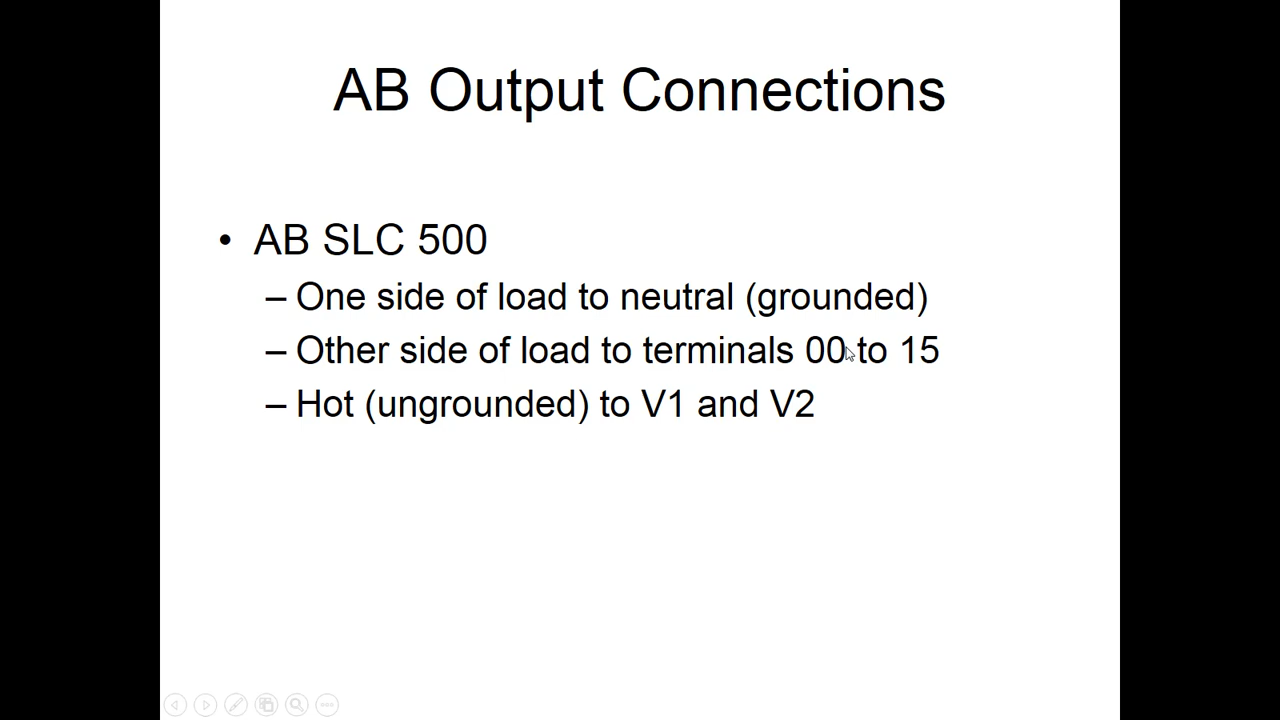 AB Output Connections
• AB SLC 500
– One side of load to neutral (grounded)
– Other side of load to terminals 00 to 15
– Hot (ungrounded) to V1 and V2